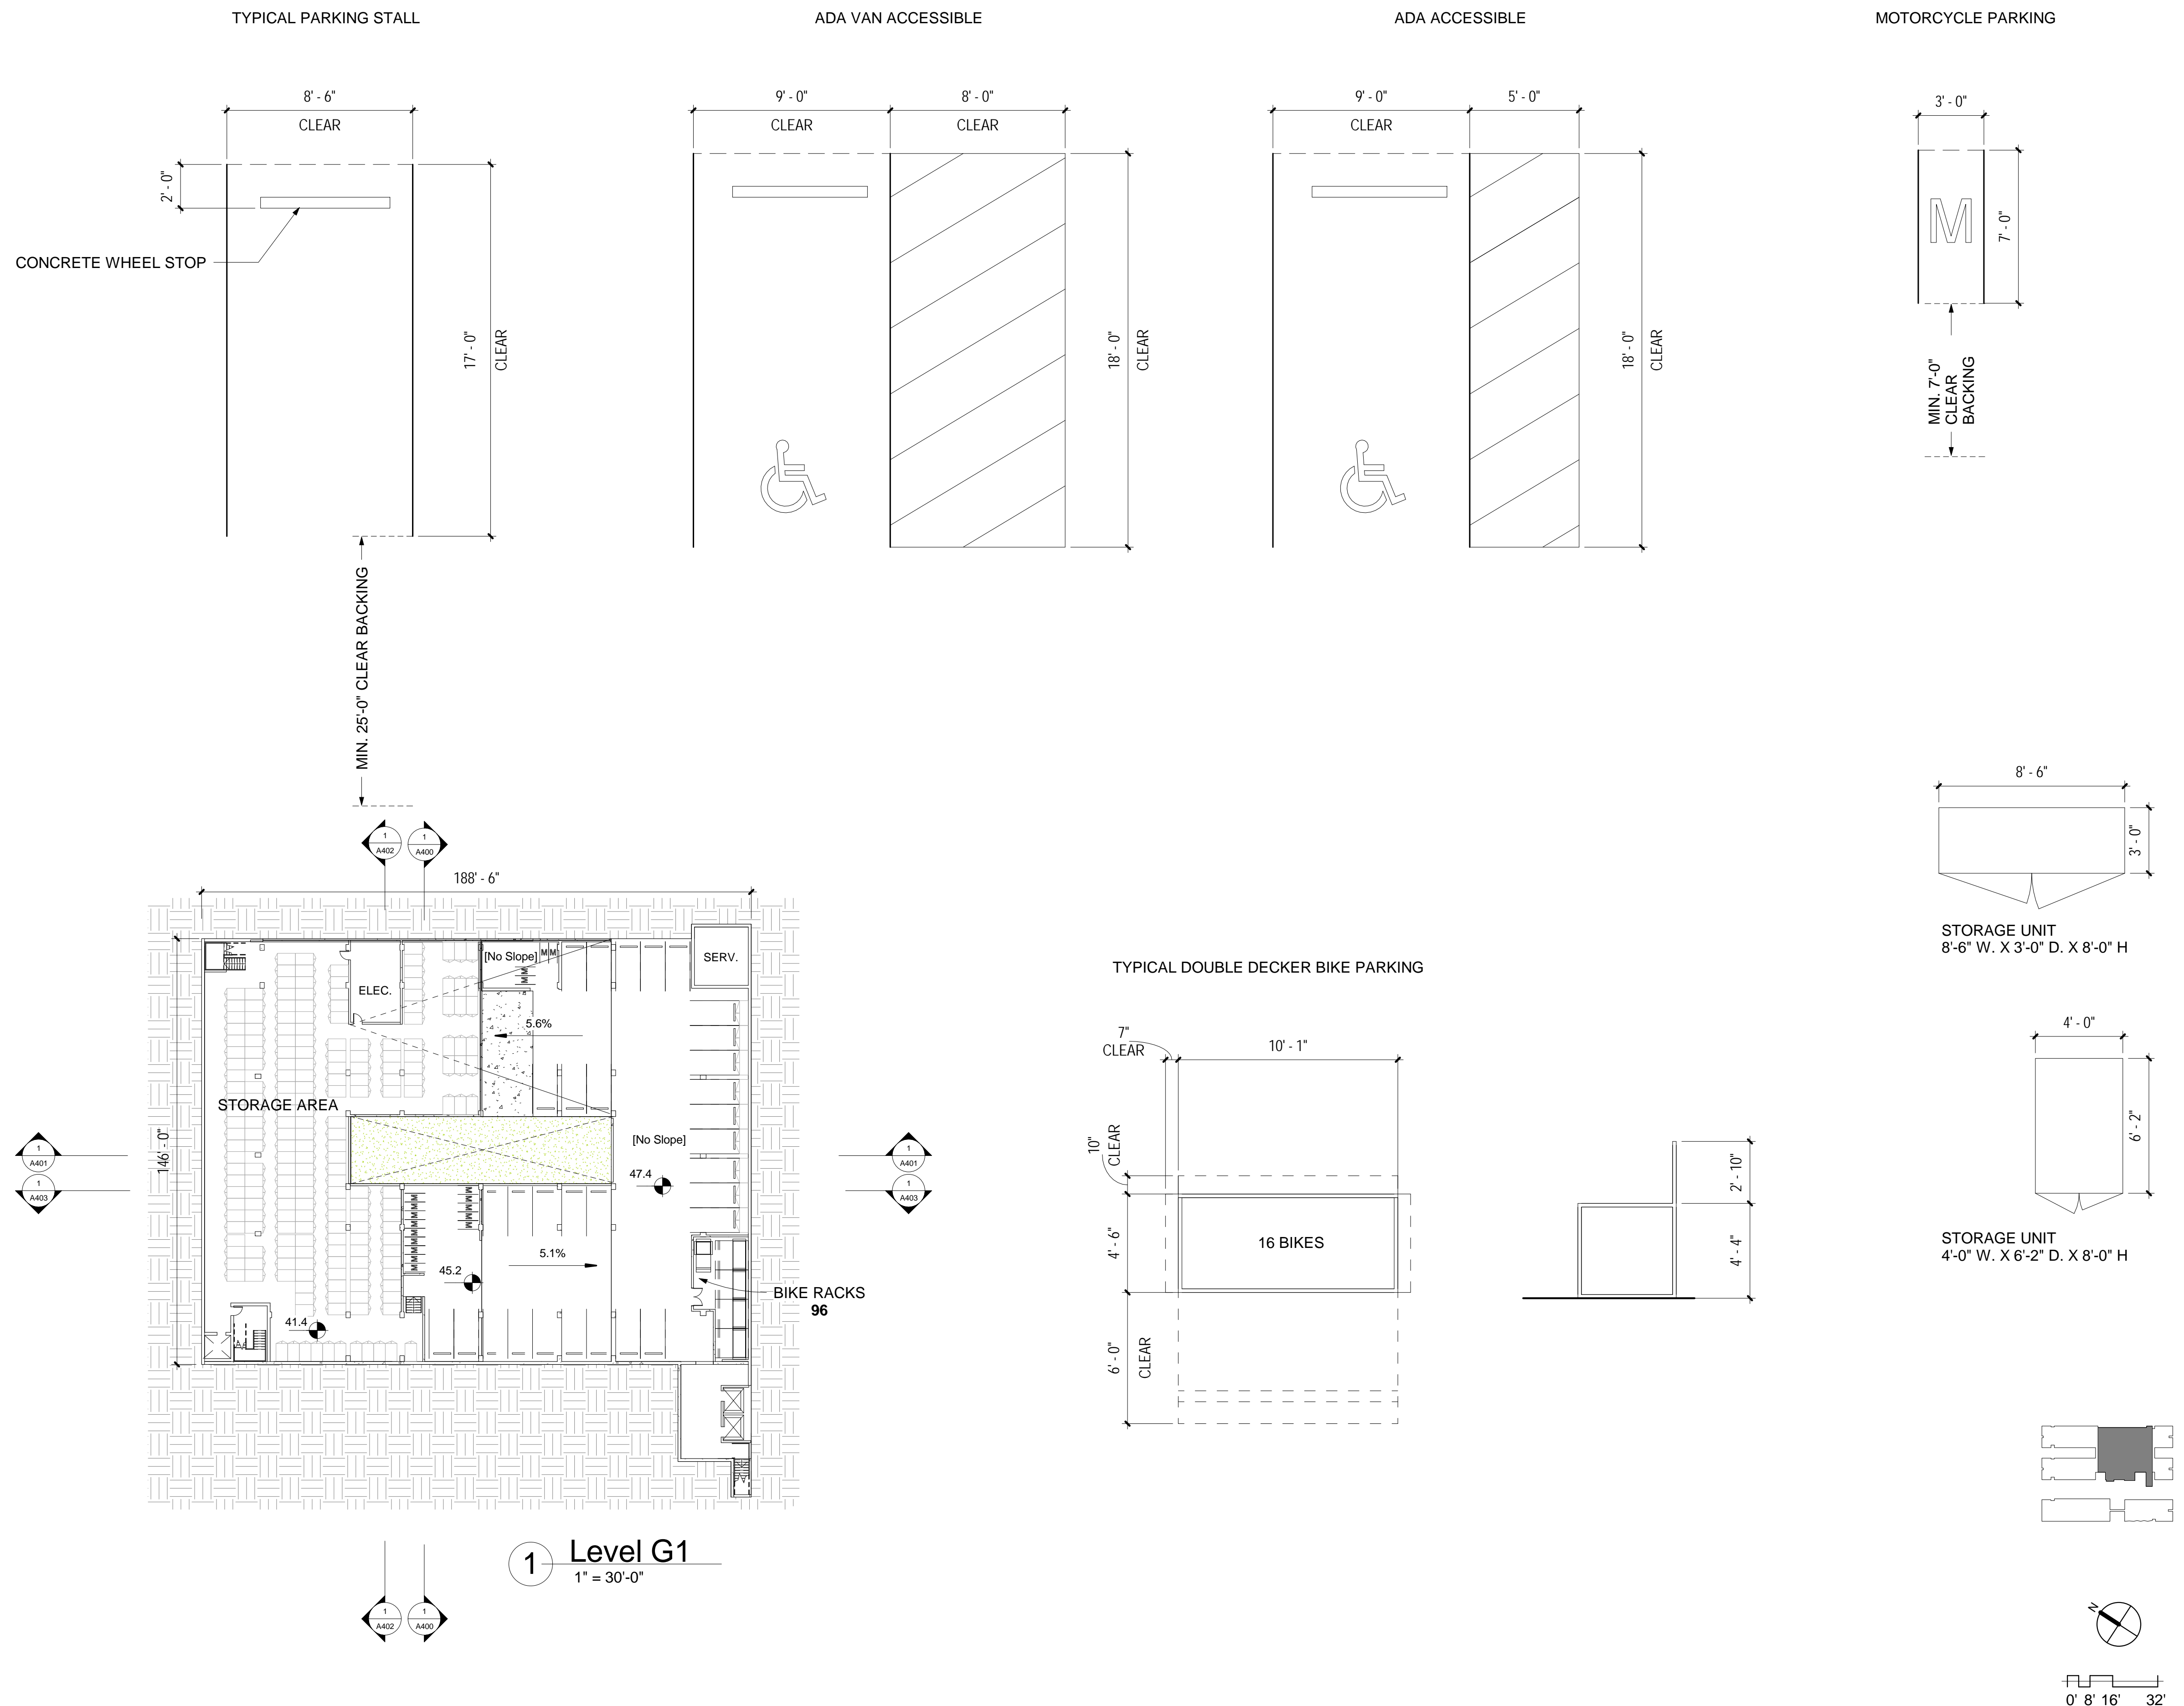 TYPICAL PARKING STALL
ADA VAN ACCESSIBLE
ADA ACCESSIBLE
MOTORCYCLE PARKING
8' - 6"
CLEAR
2' - 0"
CONCRETE WHEEL STOP
17' - 0"
CLEAR
MIN. 25'-0" CLEAR BACKING
9' - 0"
CLEAR
8' - 0"
CLEAR
18' - 0"
CLEAR
9' - 0"
CLEAR
5' - 0"
18' - 0"
CLEAR
3' - 0"
M
7' - 0"
MIN. 7'-0"
CLEAR
BACKING
8' - 6"
3' - 0"
STORAGE UNIT
8'-6" W. X 3'-0" D. X 8'-0" H
4' - 0"
6' - 2"
STORAGE UNIT
4'-0" W. X 6'-2" D. X 8'-0" H
TYPICAL DOUBLE DECKER BIKE PARKING
7"
CLEAR
10' - 1"
10"
CLEAR
4' - 6"
16 BIKES
6' - 0"
CLEAR
2' - 10"
4' - 4"
1
A402
1
A400
188' - 6"
146' - 0"
SERV.
[No Slope]
M M
M M
ELEC.
5.6%
STORAGE AREA
[No Slope]
47.4
1
A401
1
A403
1
A401
1
A403
5.1%
45.2
41.4
BIKE RACKS
96
1
Level G1
1" = 30'-0"
1
A402
1
A400
N
0' 8' 16' 32'